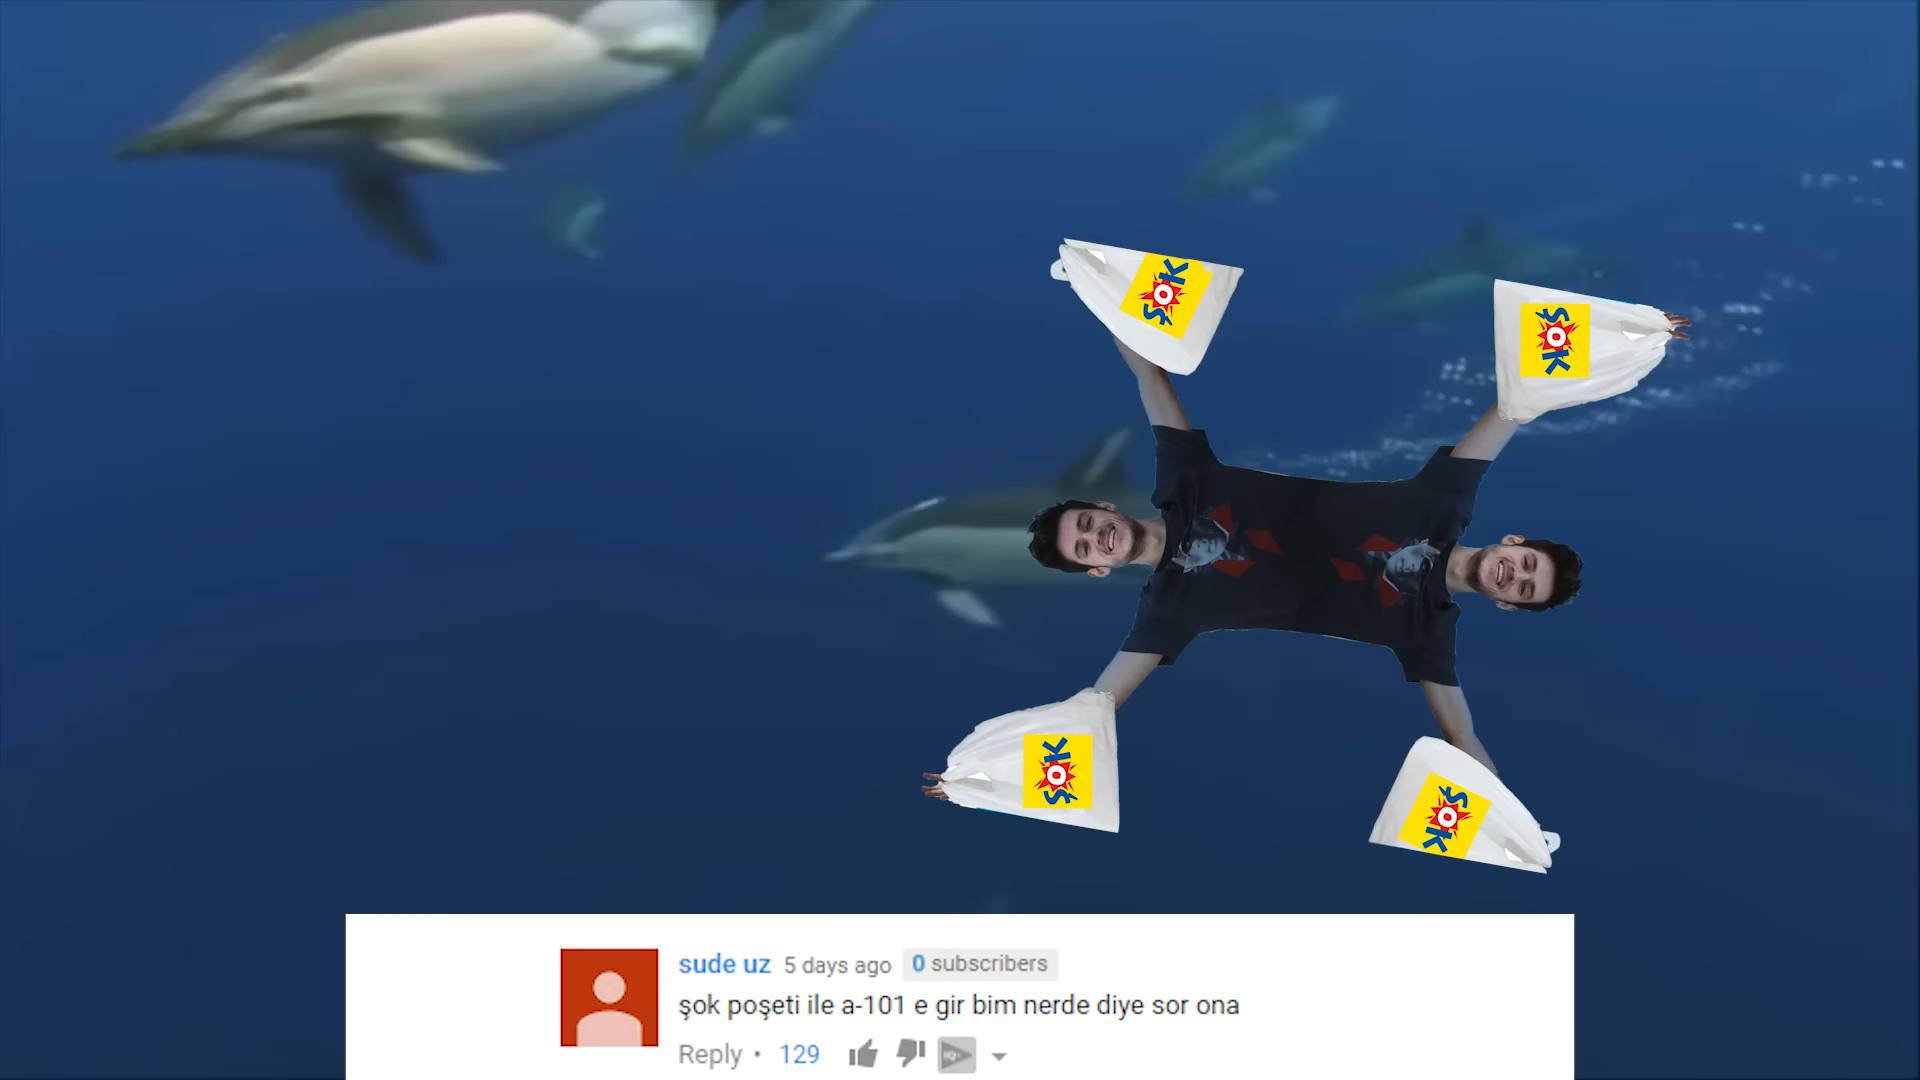 ŞOK
ŞOK
ŞOK
ŞOK
sude uz 5 days ago 0 subscribers
şok poşeti ile a-101 e gir bim nerde diye sor ona
Reply • 129